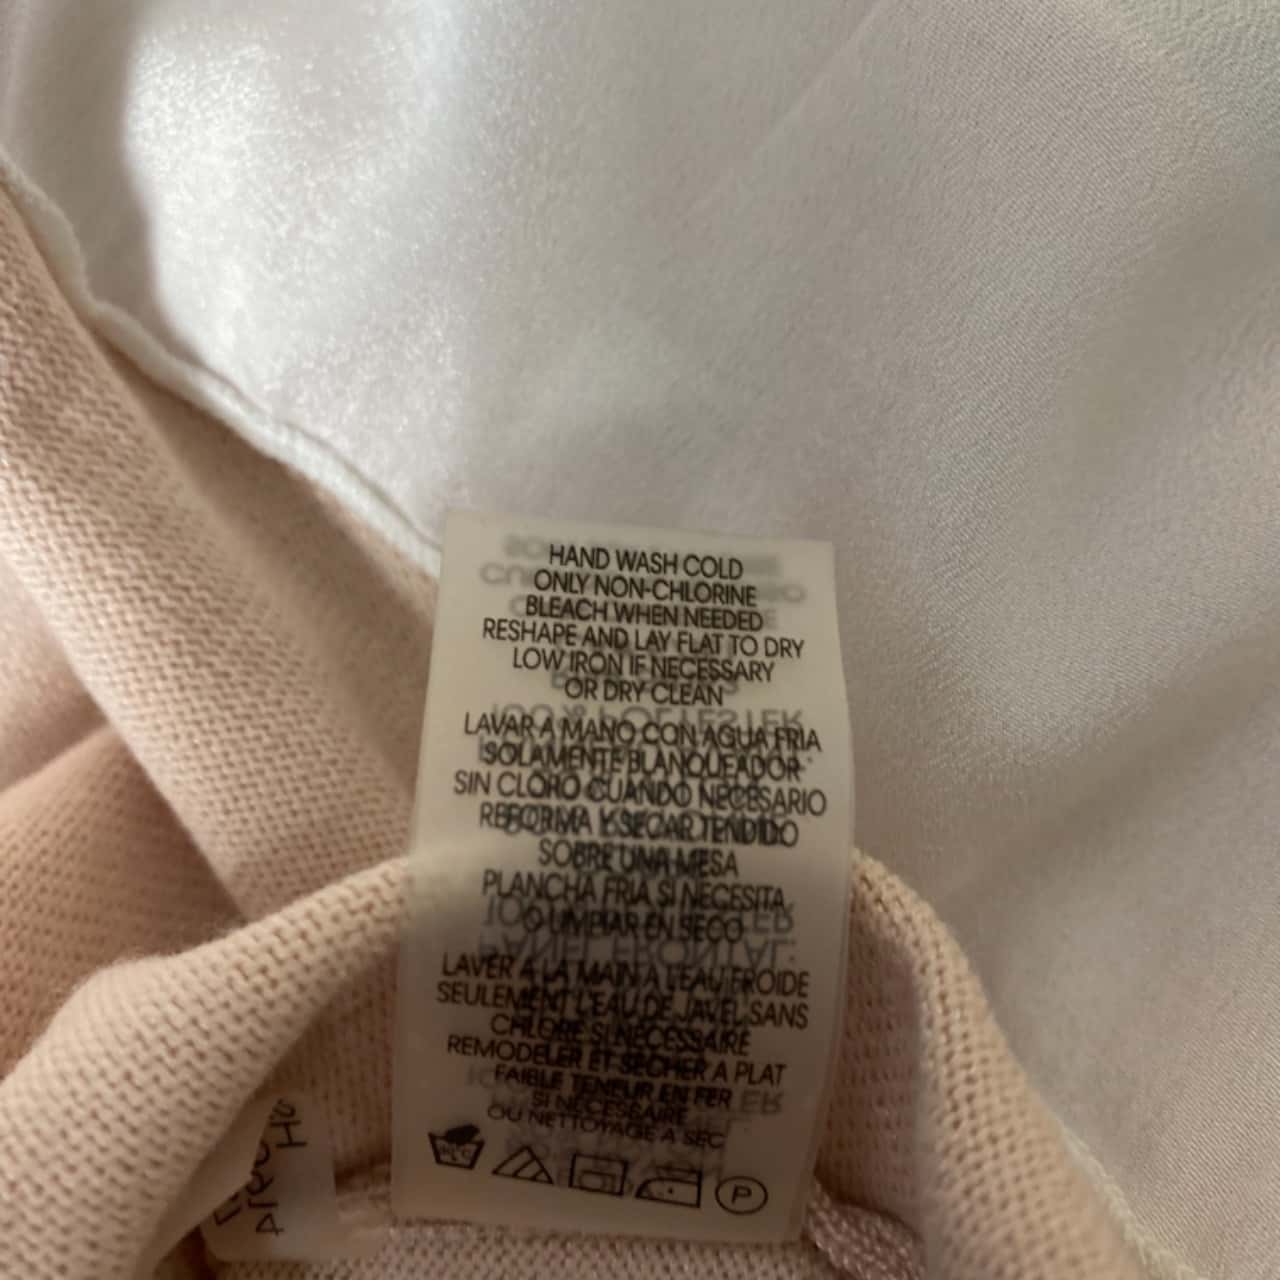 HAND WASH COLD
ONLY NON-CHLORINE
BLEACH WHEN NEEDED
RESHAPE AND LAY FLAT TO DRY
LOW IRON IF NECESSARY
OR DRY CLEAN
LAVAR A MANO CON AGUA FRIA
SOLAMENTE BLANQUEADOR
SIN CLORO CUANDO NECESARIO
REFORMA Y SECAR TENDIDO
SOBRE UNA MESA
PLANCHA FRIA SI NECESITA
O LIMPIAR EN SECO
LAVER A LA MAIN A L'EAU FROIDE
SEULEMENT L'EAU DE JAVEL SANS
CHLORE SI NECESSAIRE
REMODELER ET SECHER A PLAT
FAIBLE TENEUR EN FER
SI NECESSAIRE
OU NETTOYAGE A SEC
P